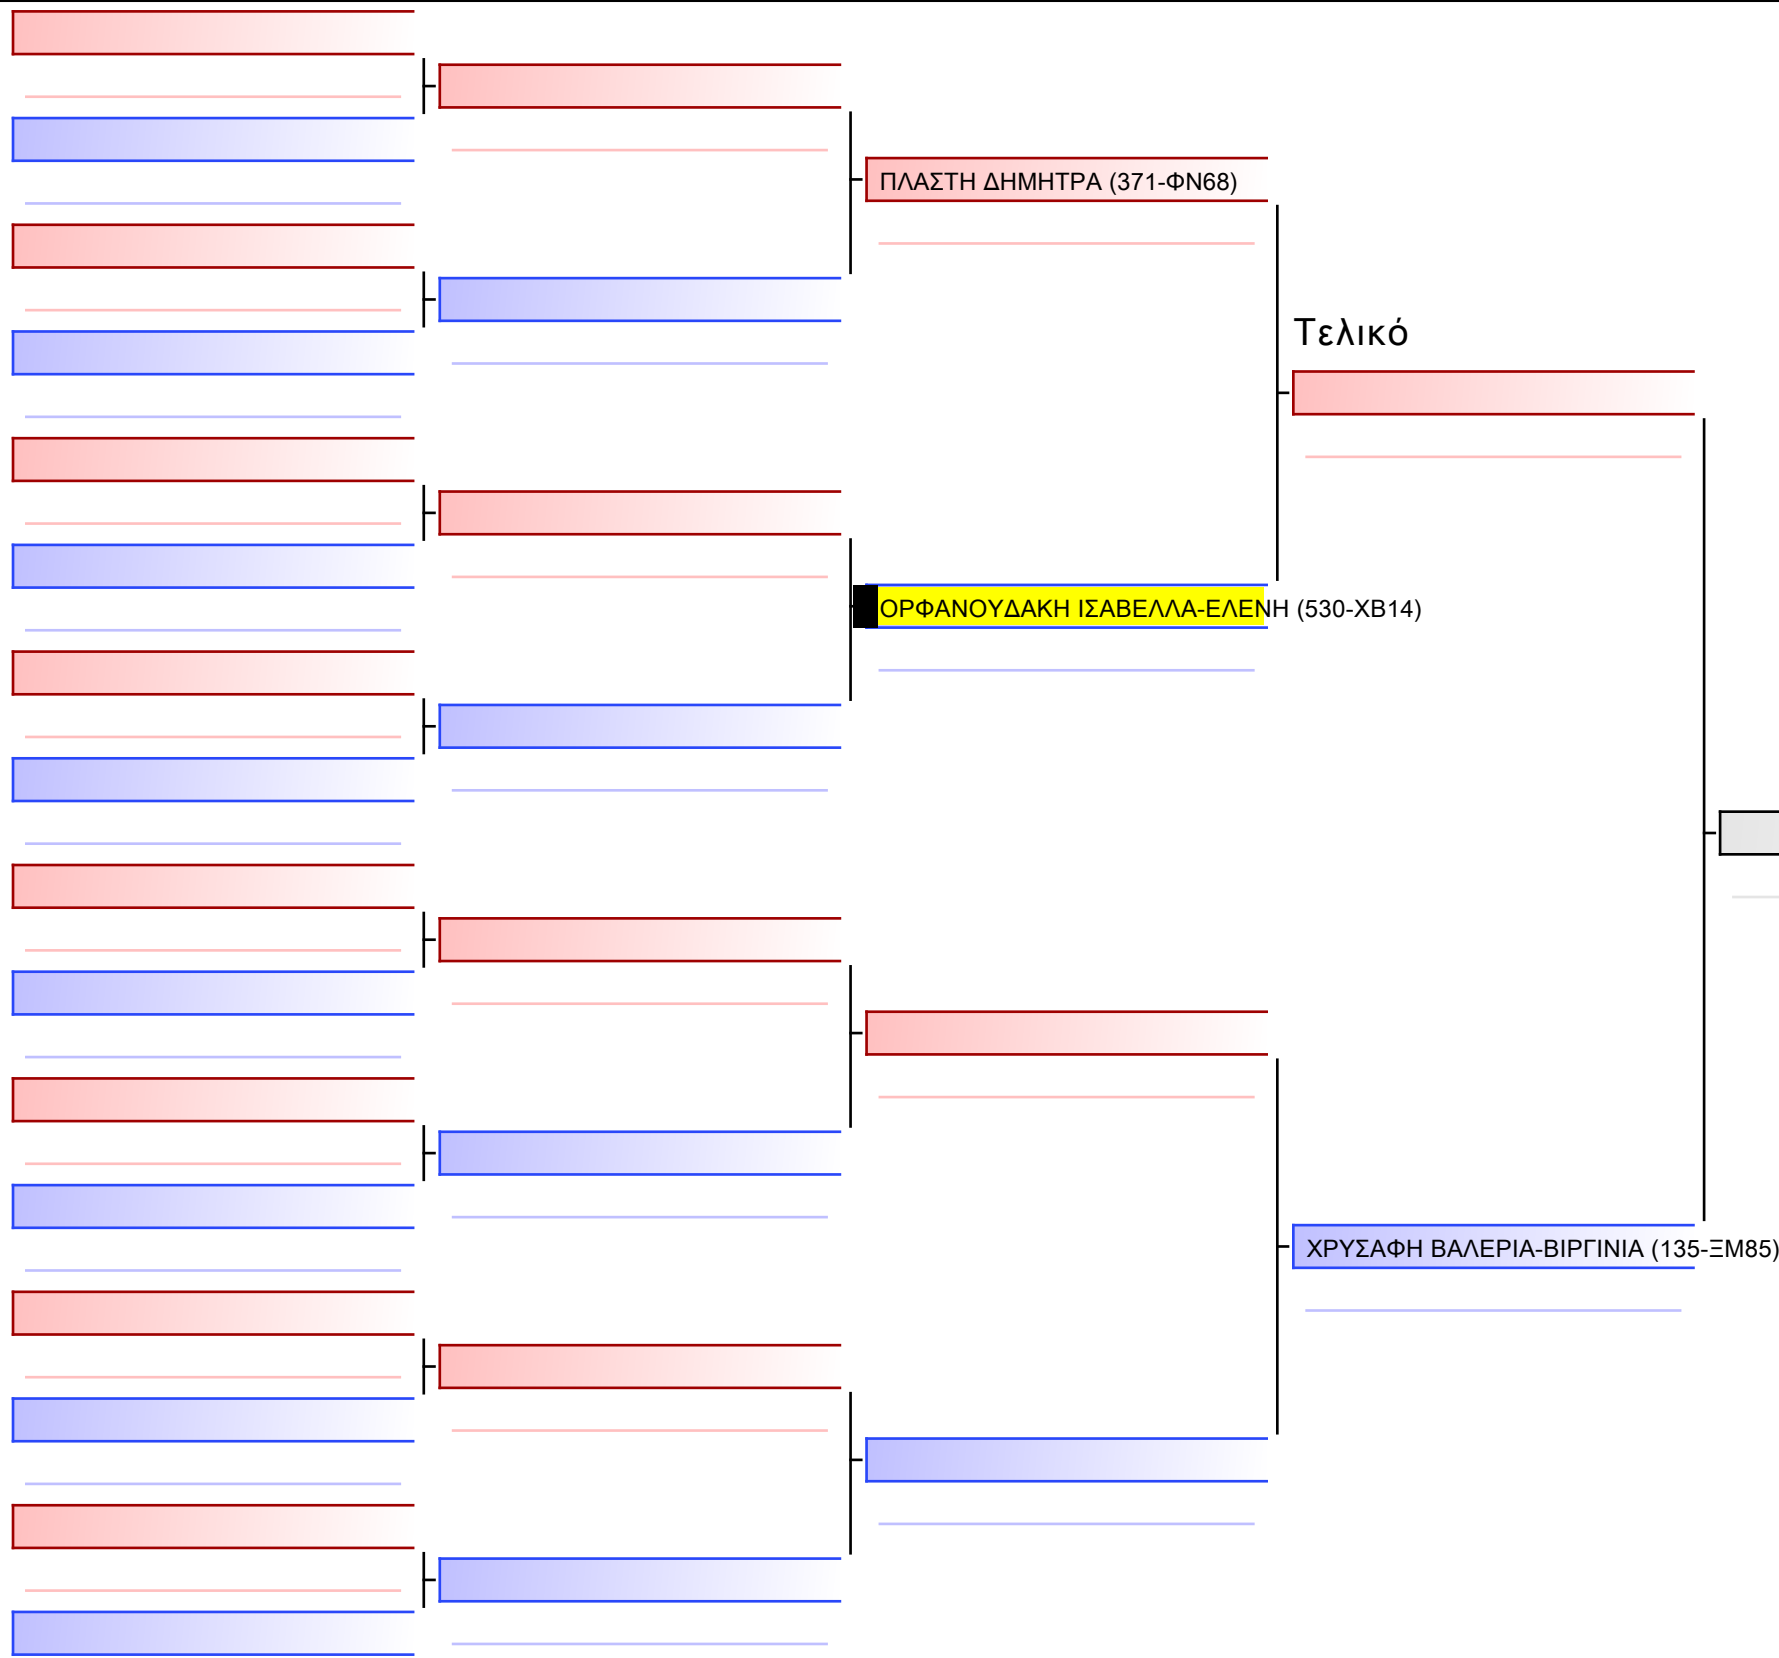 ΠΛΑΣΤΗ ΔΗΜΗΤΡΑ (371-ΦΝ68)
Τελικό
ΟΡΦΑΝΟΥΔΑΚΗ ΙΣΑΒΕΛΛΑ-ΕΛΕΝΗ (530-ΧΒ14)
ΧΡΥΣΑΦΗ ΒΑΛΕΡΙΑ-ΒΙΡΓΙΝΙΑ (135-ΞΜ85)